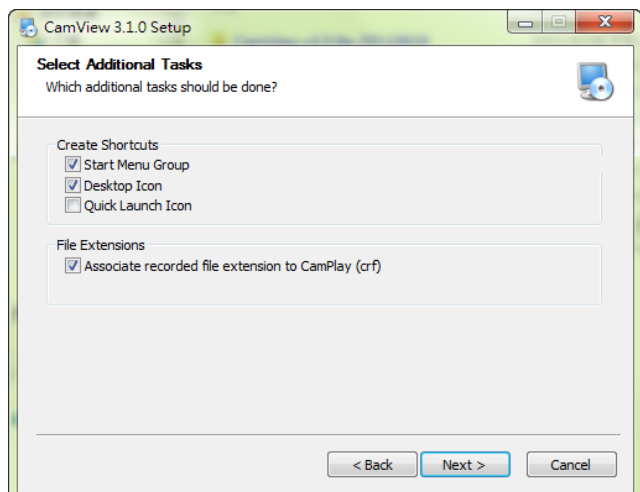 CamView 3.1.0 Setup
Select Additional Tasks
Which additional tasks should be done?
Create Shortcuts
Start Menu Group
Desktop Icon
Quick Launch Icon
File Extensions
Associate recorded file extension to CamPlay (crf)
< Back
Next >
Cancel